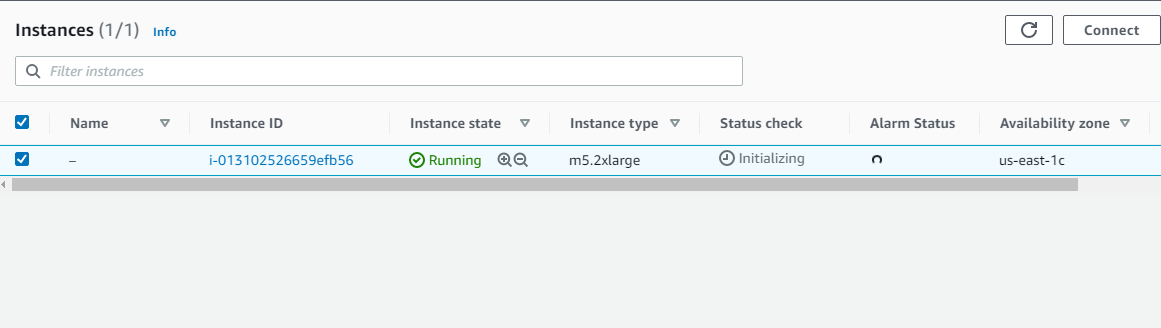 Instances (1/1) Info
Connect
Filter instances
Name Instance ID Instance state Instance type Status check Alarm Status Availability zone
– i-013102526659efb56 Running m5.2xlarge Initializing us-east-1c